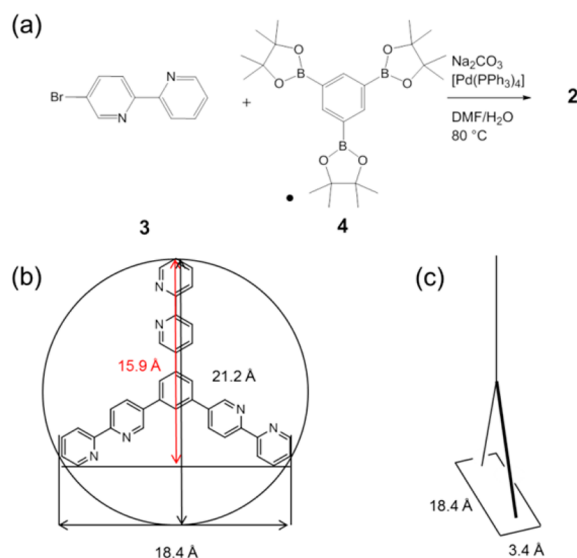 (a)
Br
N
N
3
+
O O
B
O O
B
B
O O
4
•
Na₂CO₃
[Pd(PPh₃)₄]
DMF/H₂O
80 °C
2
(b)
N
N
15.9 Å
21.2 Å
N
N
N
N
18.4 Å
(c)
18.4 Å
3.4 Å